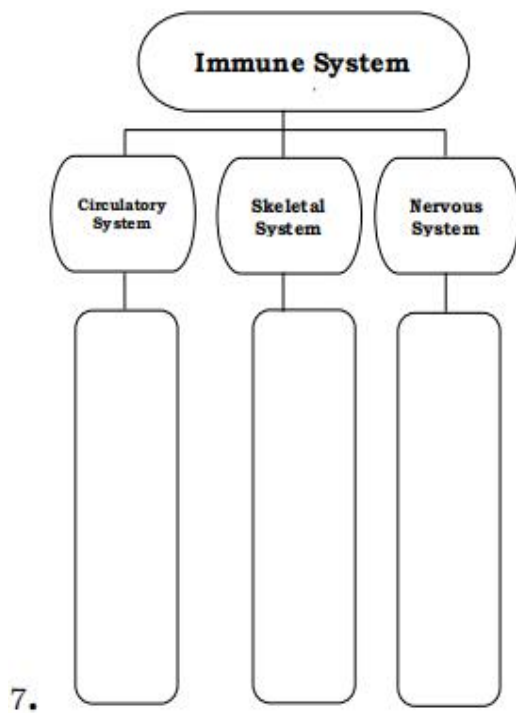 Immune System
Circulatory
System
Skeletal
System
Nervous
System
7.